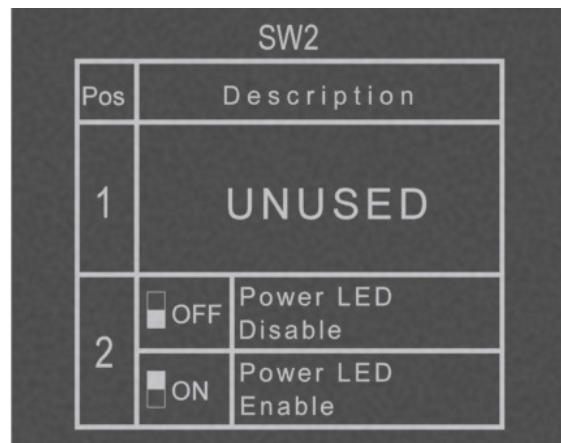 SW2
Pos Description
1 UNUSED
2 OFF Power LED
Disable
ON Power LED
Enable